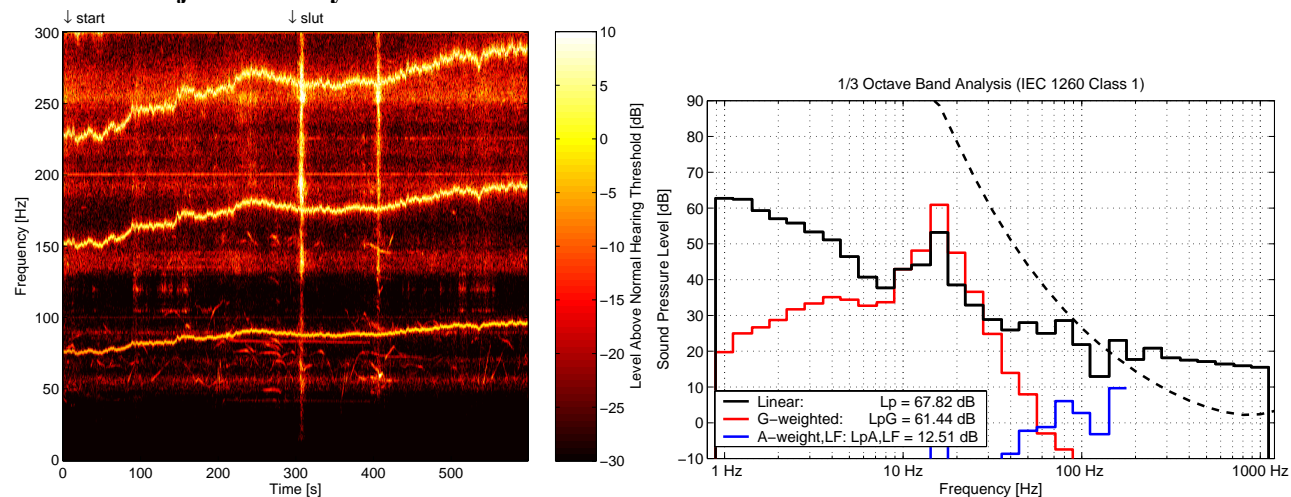 ↓ start
↓ slut
300
250
200
150
100
50
0
0
100
200
300
400
500
Frequency [Hz]
Time [s]
10
5
0
−5
−10
−15
−20
−25
−30
Level Above Normal Hearing Threshold [dB]
1/3 Octave Band Analysis (IEC 1260 Class 1)
90
80
70
60
50
40
30
20
10
0
−10
Sound Pressure Level [dB]
Linear: Lp = 67.82 dB
G−weighted: LpG = 61.44 dB
A−weight,LF: LpA,LF = 12.51 dB
1 Hz
10 Hz
100 Hz
1000 Hz
Frequency [Hz]